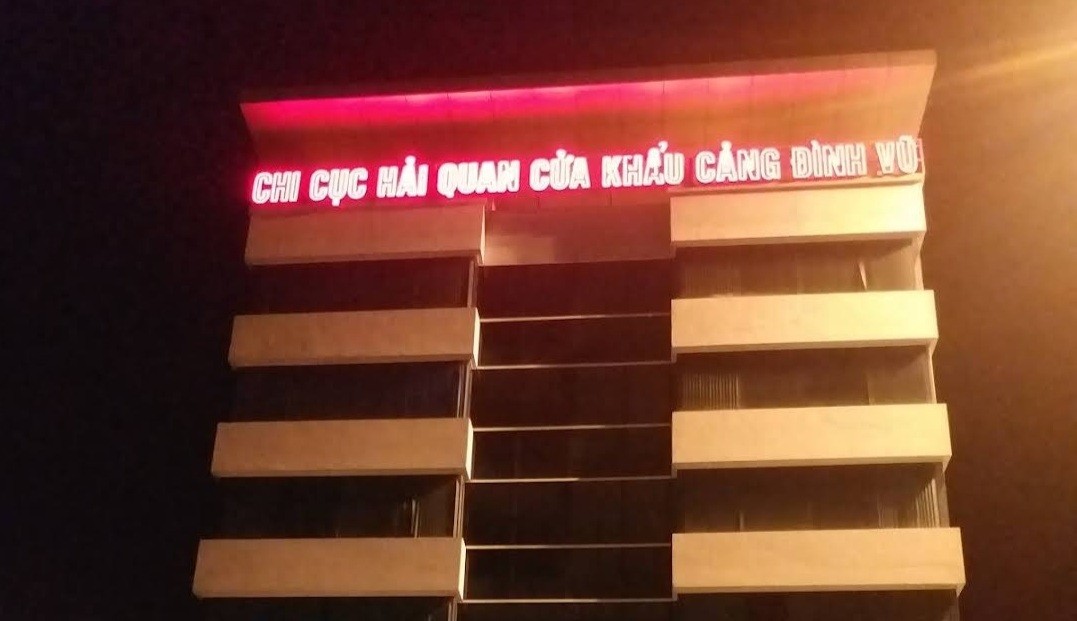 CHI CỤC HẢI QUAN CỬA KHẨU CẢNG ĐÌNH VŨ